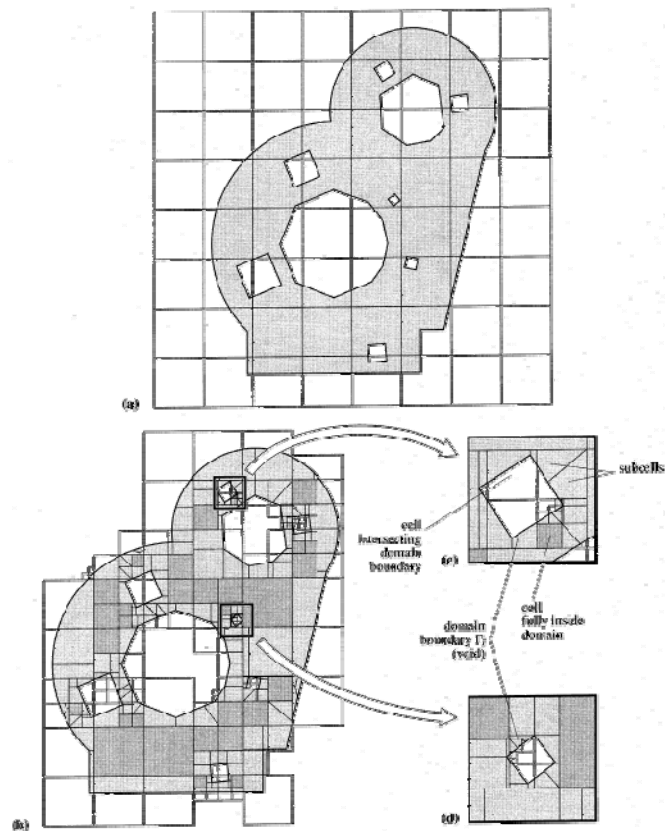 (a)
subcells
cell
intersecting
domain
boundary
(c)
cell
fully inside
domain
domain
boundary Γ
(void)
(b)
(d)